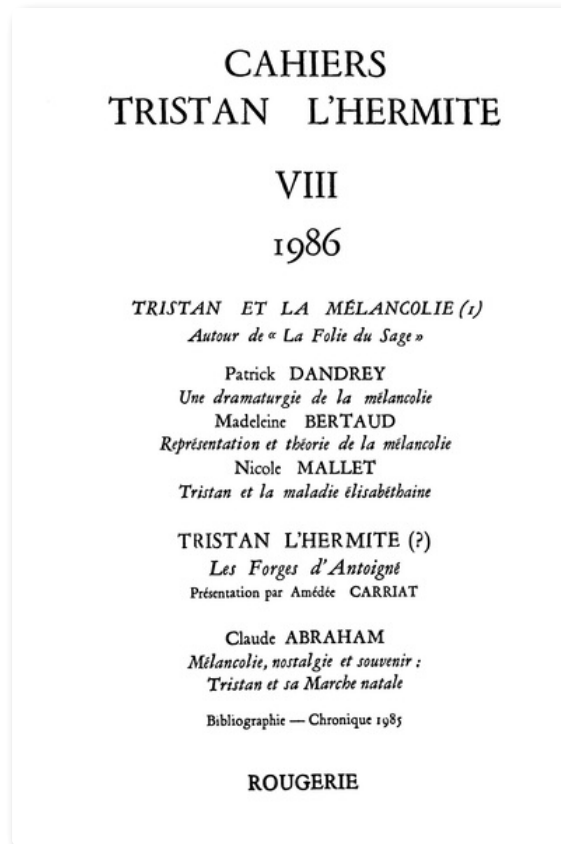 CAHIERS
TRISTAN L'HERMITE
VIII
1986
TRISTAN ET LA MÉLANCOLIE (1)
Autour de « La Folie du Sage »
Patrick DANDREY
Une dramaturgie de la mélancolie
Madeleine BERTAUD
Représentation et théorie de la mélancolie
Nicole MALLET
Tristan et la maladie élisabéthaine
TRISTAN L'HERMITE (?)
Les Forges d'Antoigné
Présentation par Amédée CARRIAT
Claude ABRAHAM
Mélancolie, nostalgie et souvenir :
Tristan et sa Marche natale
Bibliographie — Chronique 1985
ROUGERIE